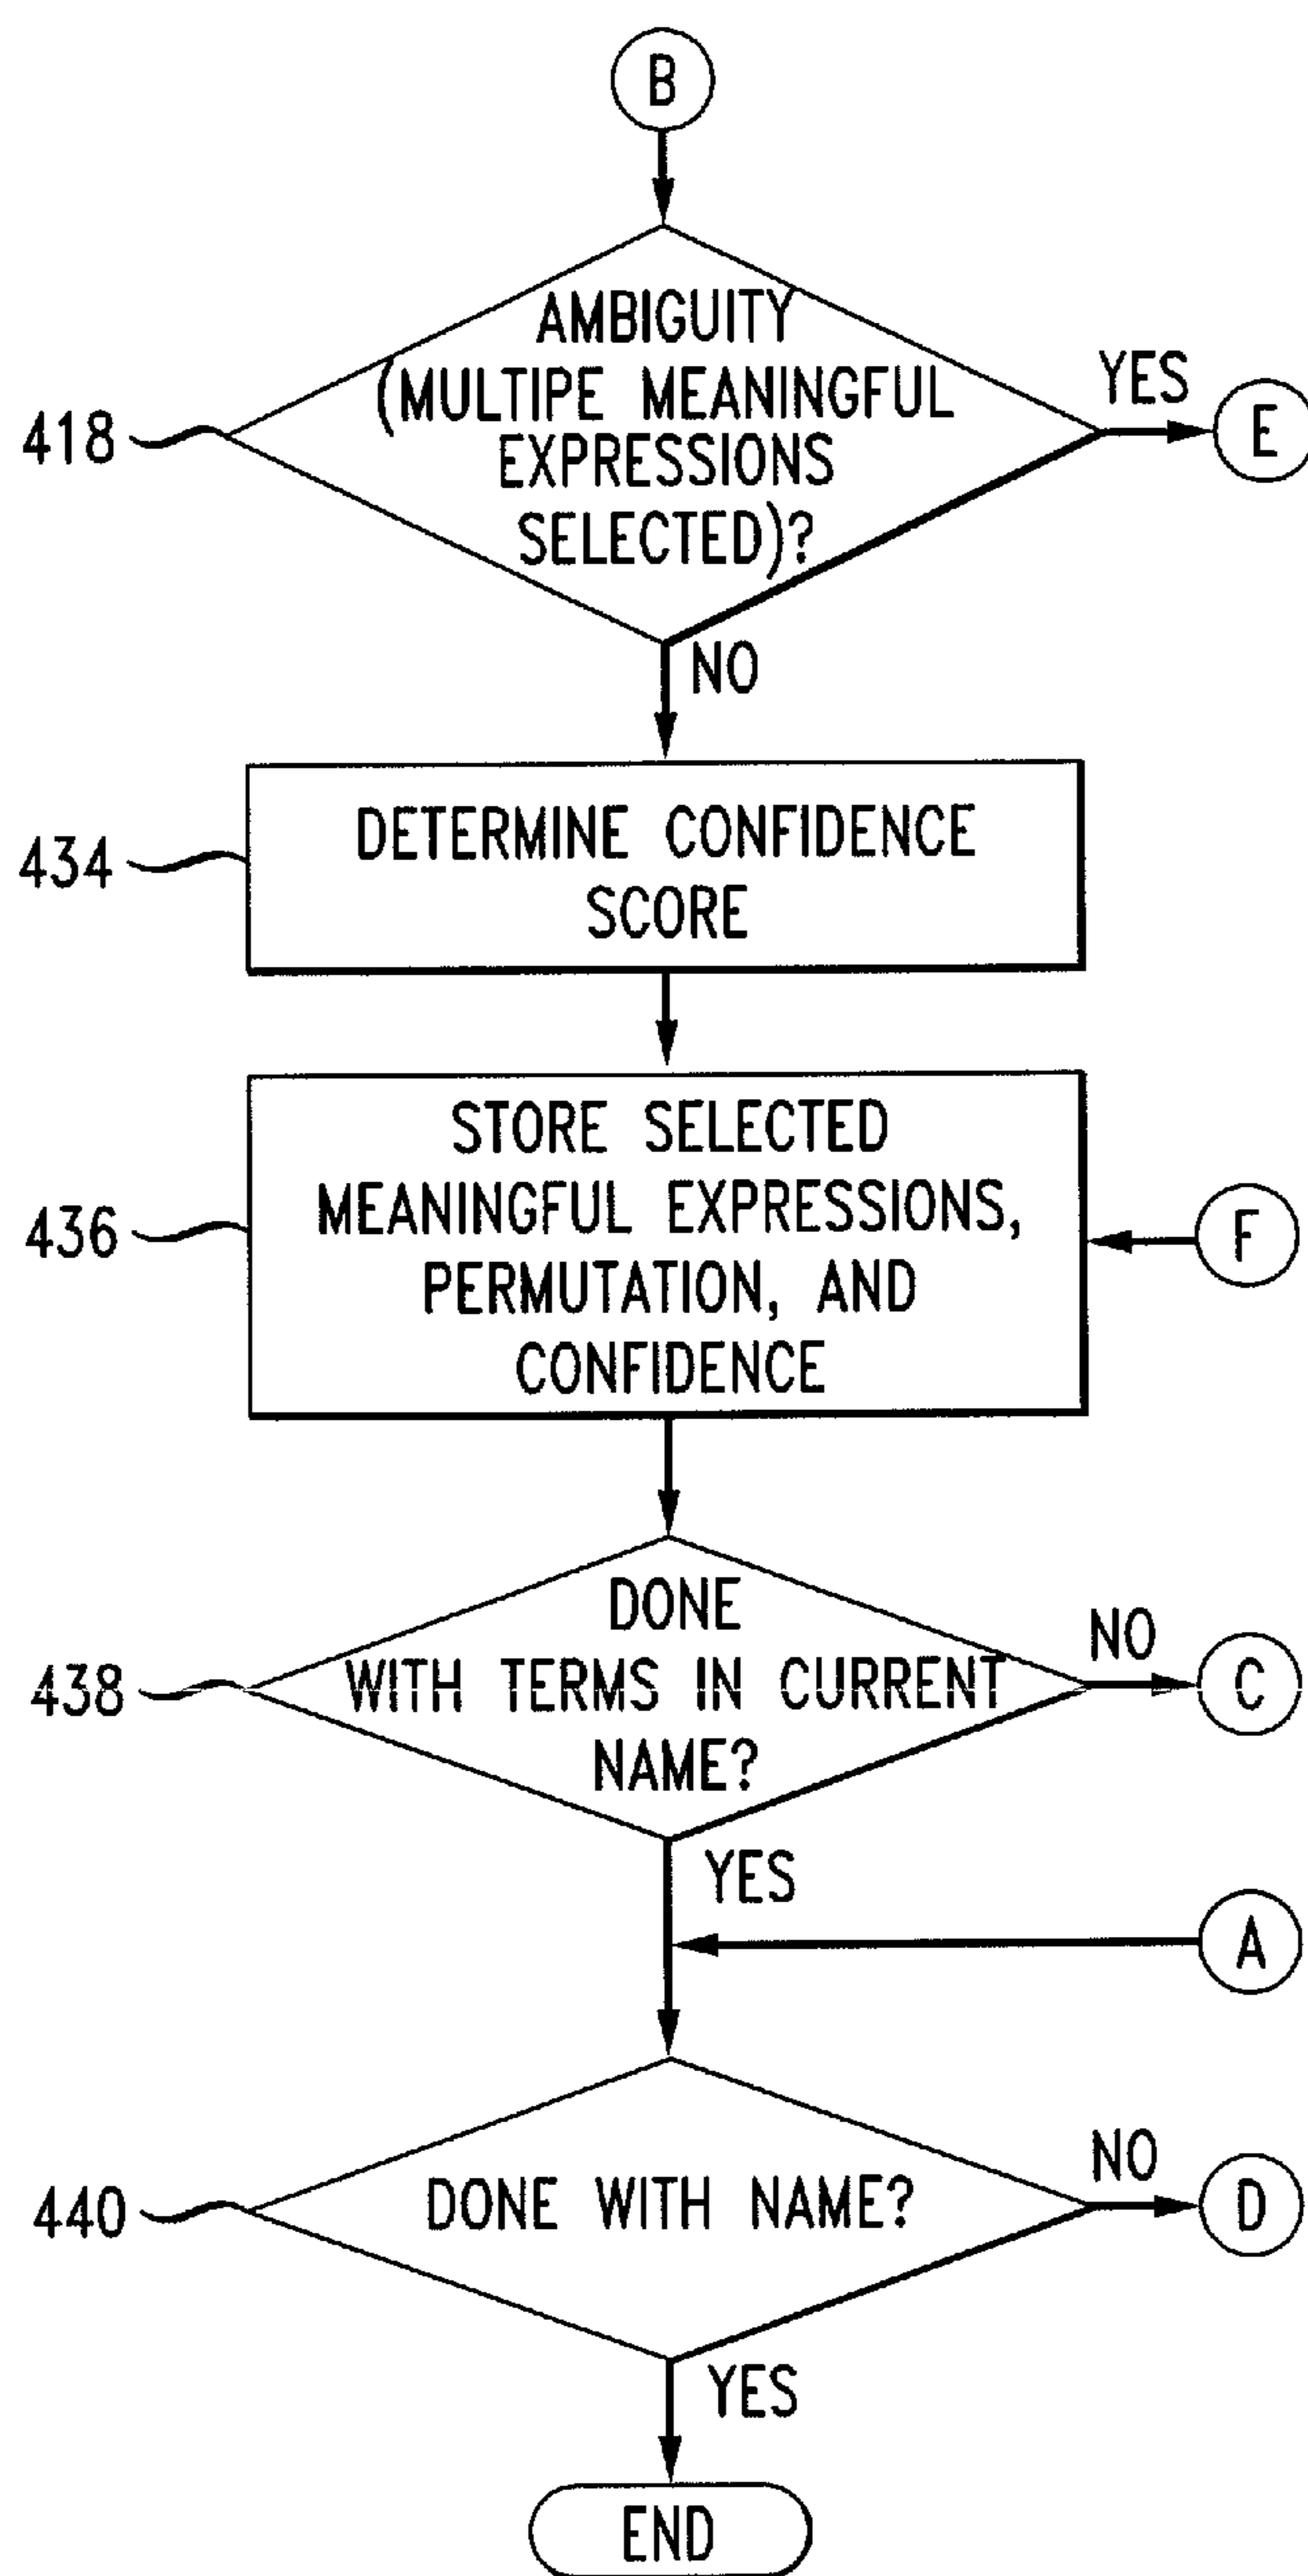 B
AMBIGUITY
(MULTIPE MEANINGFUL
EXPRESSIONS
SELECTED)?
YES
E
418
NO
DETERMINE CONFIDENCE
SCORE
434
STORE SELECTED
MEANINGFUL EXPRESSIONS,
PERMUTATION, AND
CONFIDENCE
436
F
DONE
WITH TERMS IN CURRENT
NAME?
NO
438
C
YES
A
DONE WITH NAME?
NO
440
D
YES
END